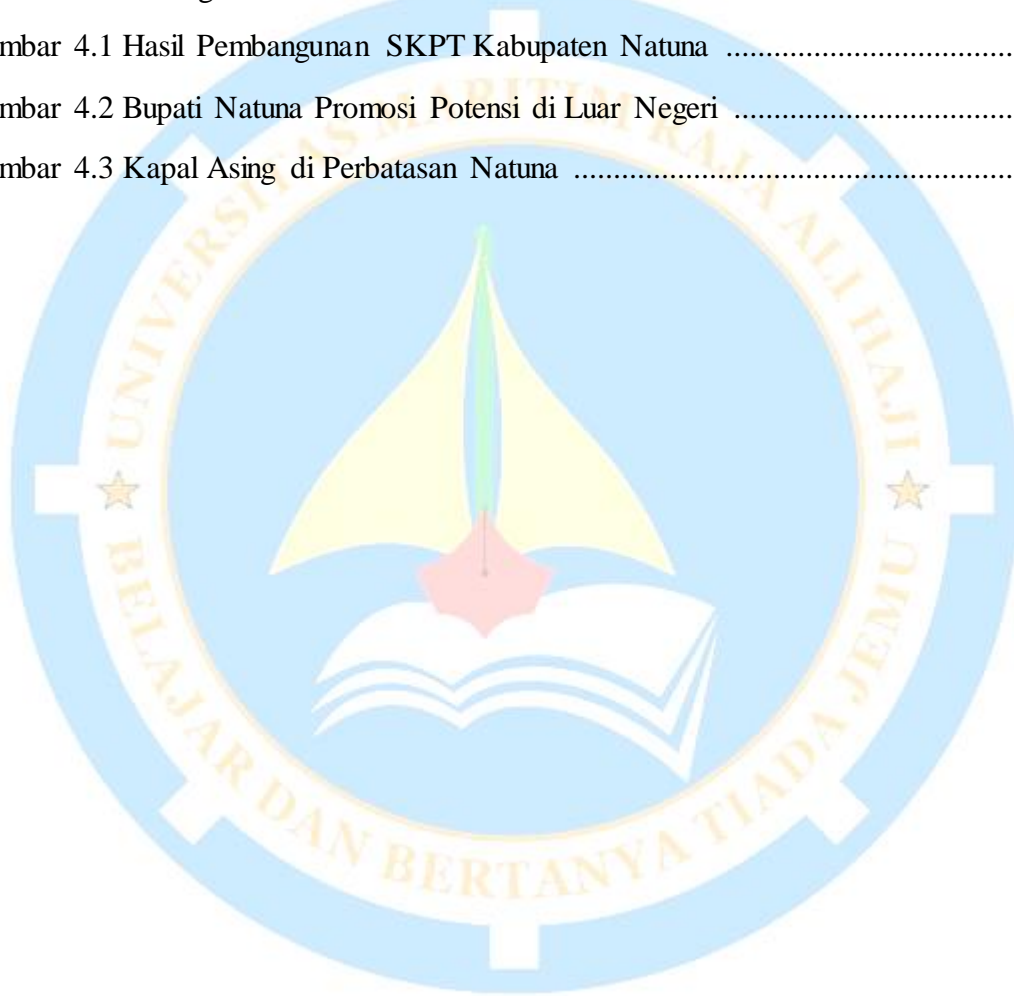 mbar 4.1 Hasil Pembangunan SKPT Kabupaten Natuna ....................................
mbar 4.2 Bupati Natuna Promosi Potensi di Luar Negeri ...................................
mbar 4.3 Kapal Asing di Perbatasan Natuna ........................................................
UNIVERSITAS MARITIM RAJA ALI HAJI
BELAJAR DAN BERTANYA TIADA JEMU